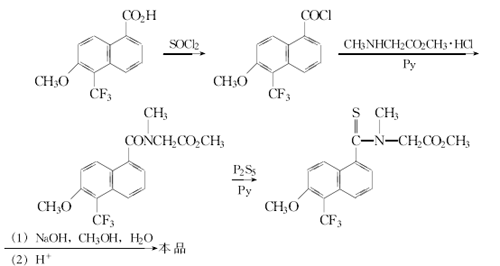 CO₂H
SOCl₂
COCl
CH₃NHCH₂CO₂CH₃·HCl
Py
CH₃O
CF₃
CH₃O
CF₃
CH₃
CONCH₂CO₂CH₃
P₂S₅
Py
S
CH₃
C—N—CH₂CO₂CH₃
CH₃O
CF₃
CH₃O
CF₃
(1) NaOH, CH₃OH, H₂O
(2) H⁺
本品